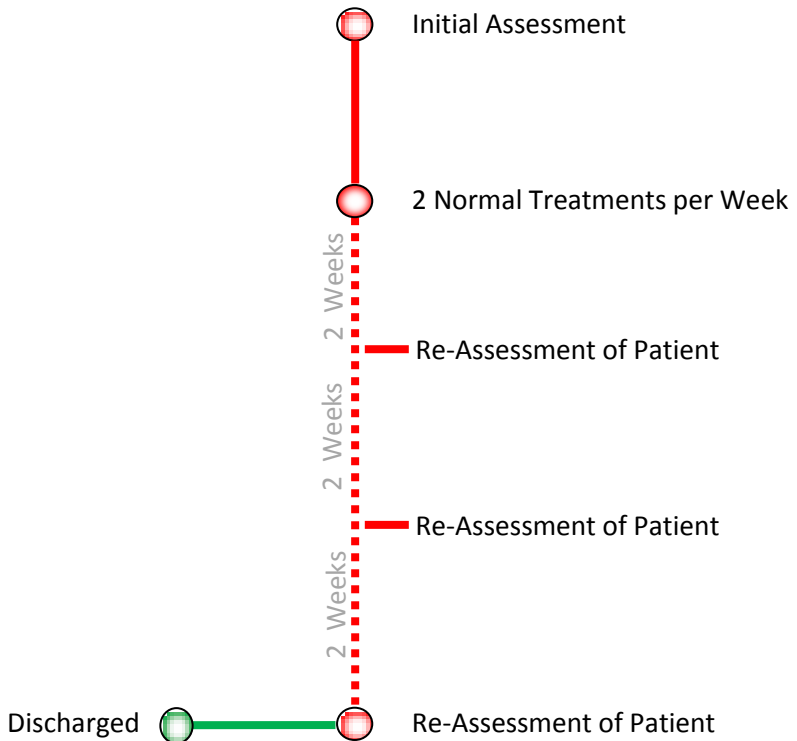 Initial Assessment
2 Normal Treatments per Week
2 Weeks
Re-Assessment of Patient
2 Weeks
Re-Assessment of Patient
2 Weeks
Discharged
Re-Assessment of Patient